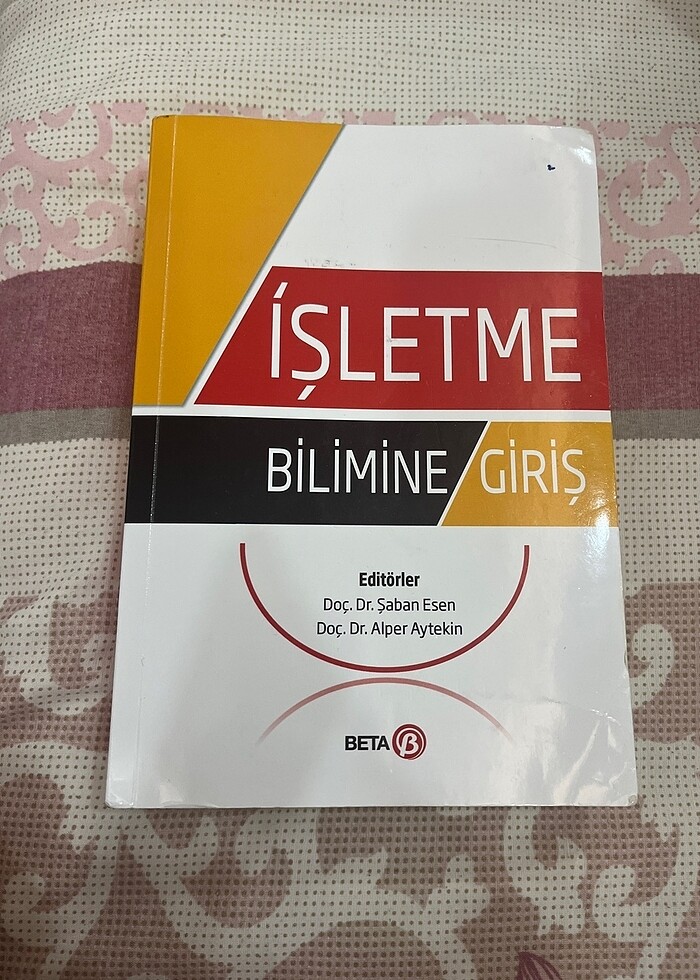 İŞLETME
BİLİMİNE GİRİŞ
Editörler
Doç. Dr. Şaban Esen
Doç. Dr. Alper Aytekin
BETA β